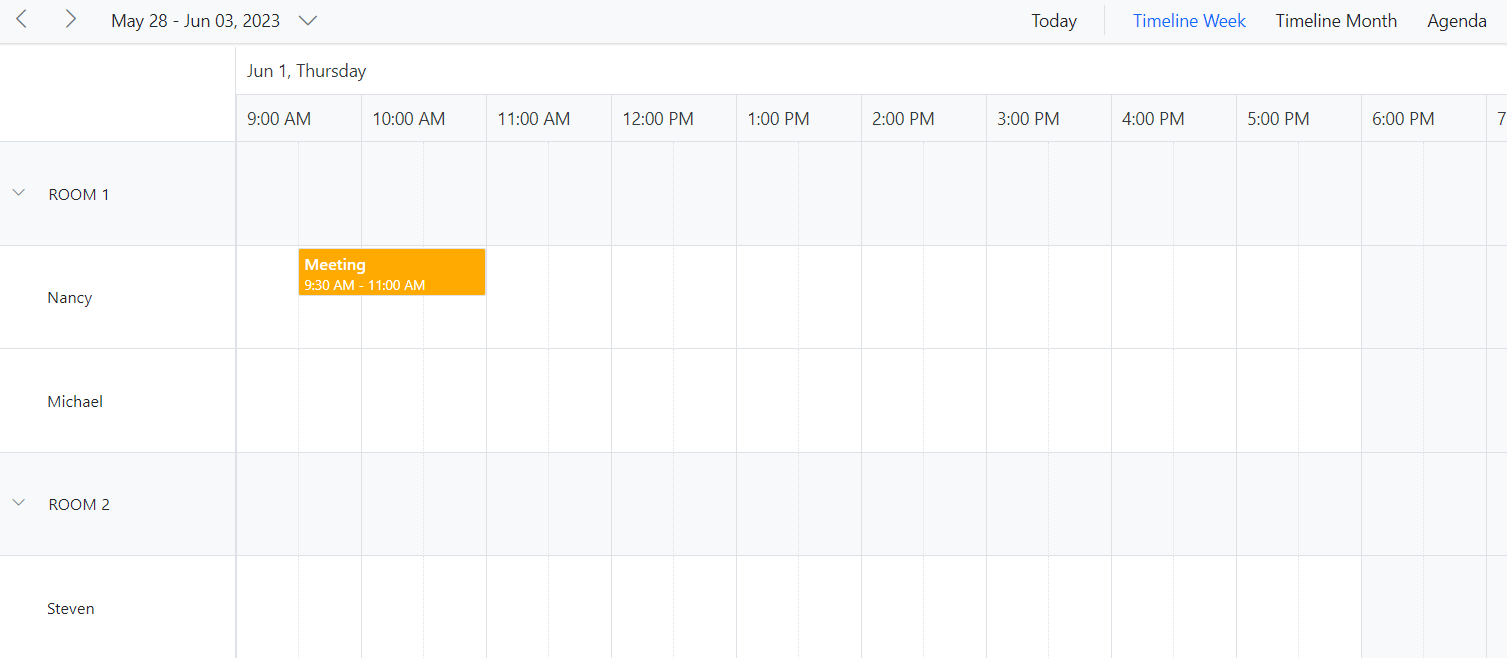 May 28 - Jun 03, 2023 Today Timeline Week Timeline Month Agenda
Jun 1, Thursday
9:00 AM 10:00 AM 11:00 AM 12:00 PM 1:00 PM 2:00 PM 3:00 PM 4:00 PM 5:00 PM 6:00 PM 7
ROOM 1
Meeting
9:30 AM - 11:00 AM
Nancy
Michael
ROOM 2
Steven